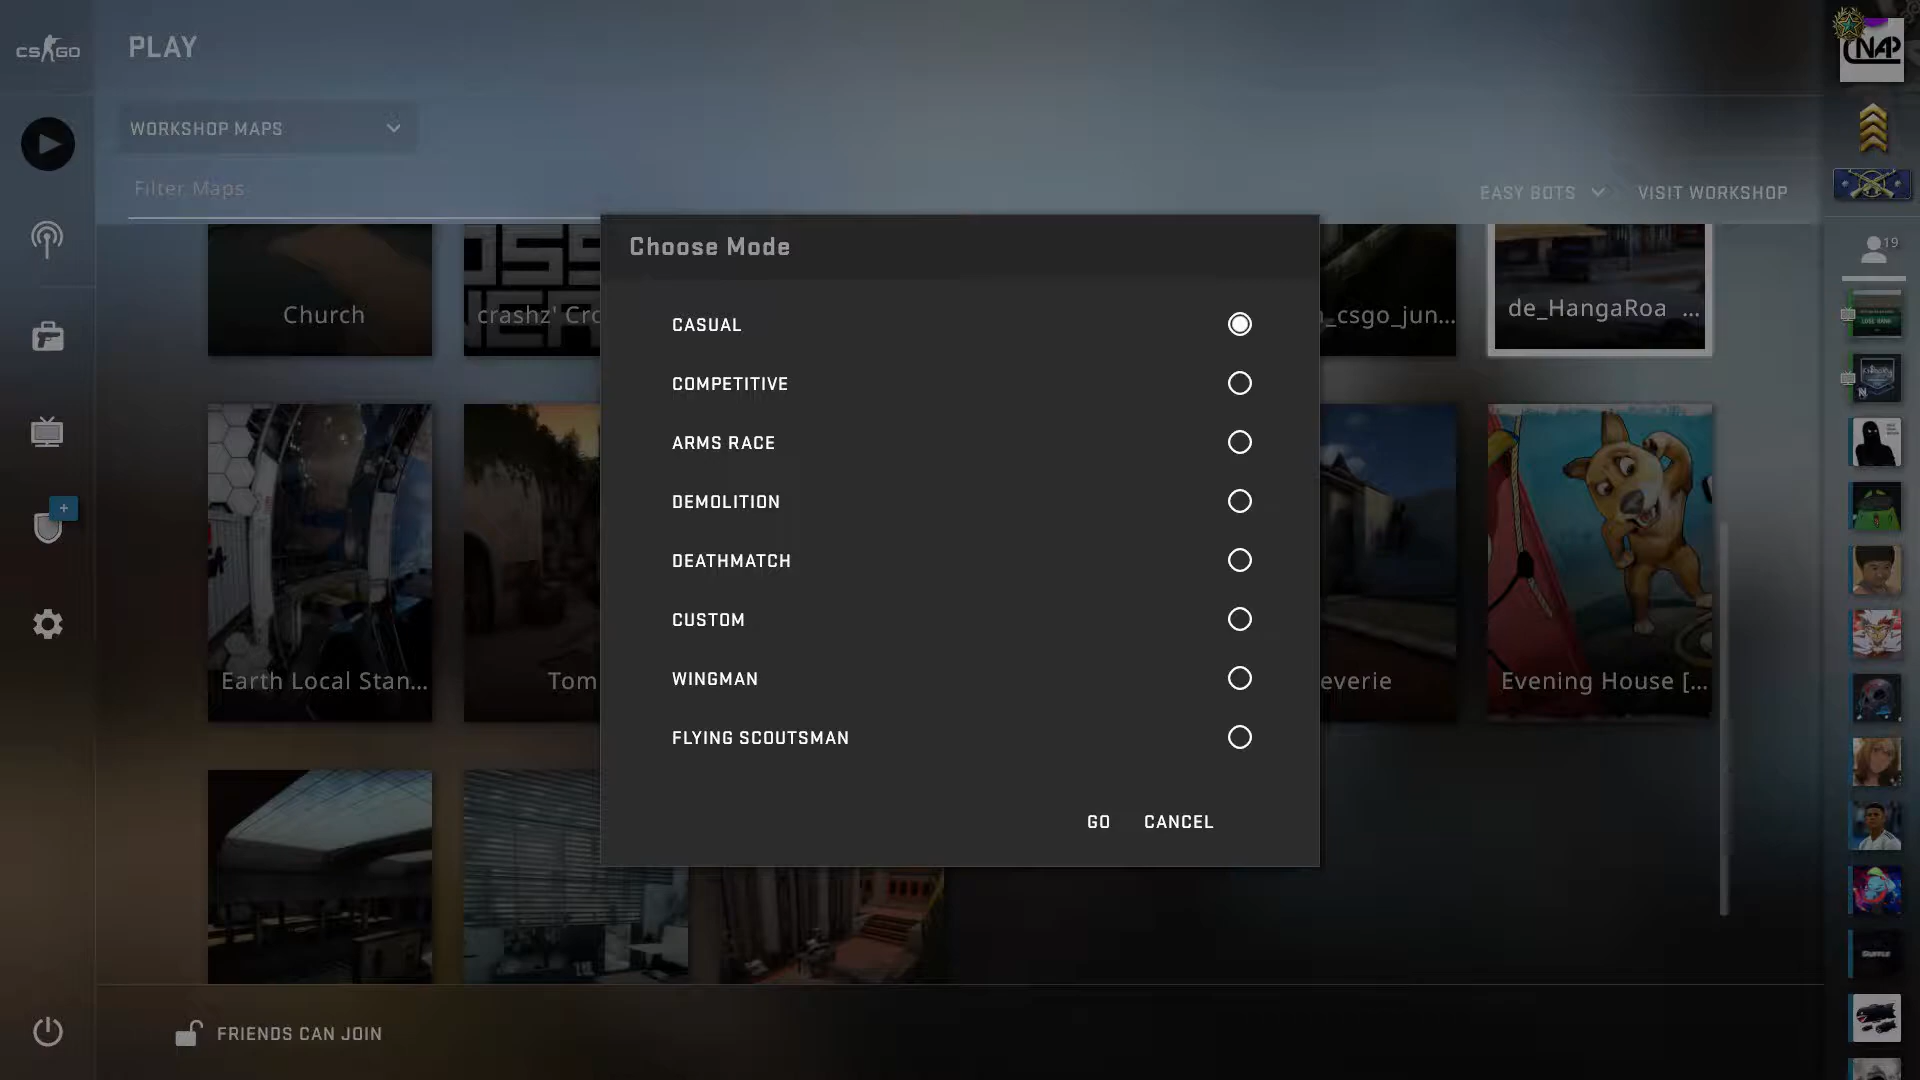 CS GO
PLAY
WORKSHOP MAPS
Filter Maps
EASY BOTS
VISIT WORKSHOP
19
Choose Mode
Church
crashz' Crc
_csgo_jun...
de_HangaRoa ...
CASUAL
COMPETITIVE
ARMS RACE
DEMOLITION
DEATHMATCH
CUSTOM
WINGMAN
FLYING SCOUTSMAN
Earth Local Stan...
Tom
everie
Evening House [...
GO
CANCEL
FRIENDS CAN JOIN